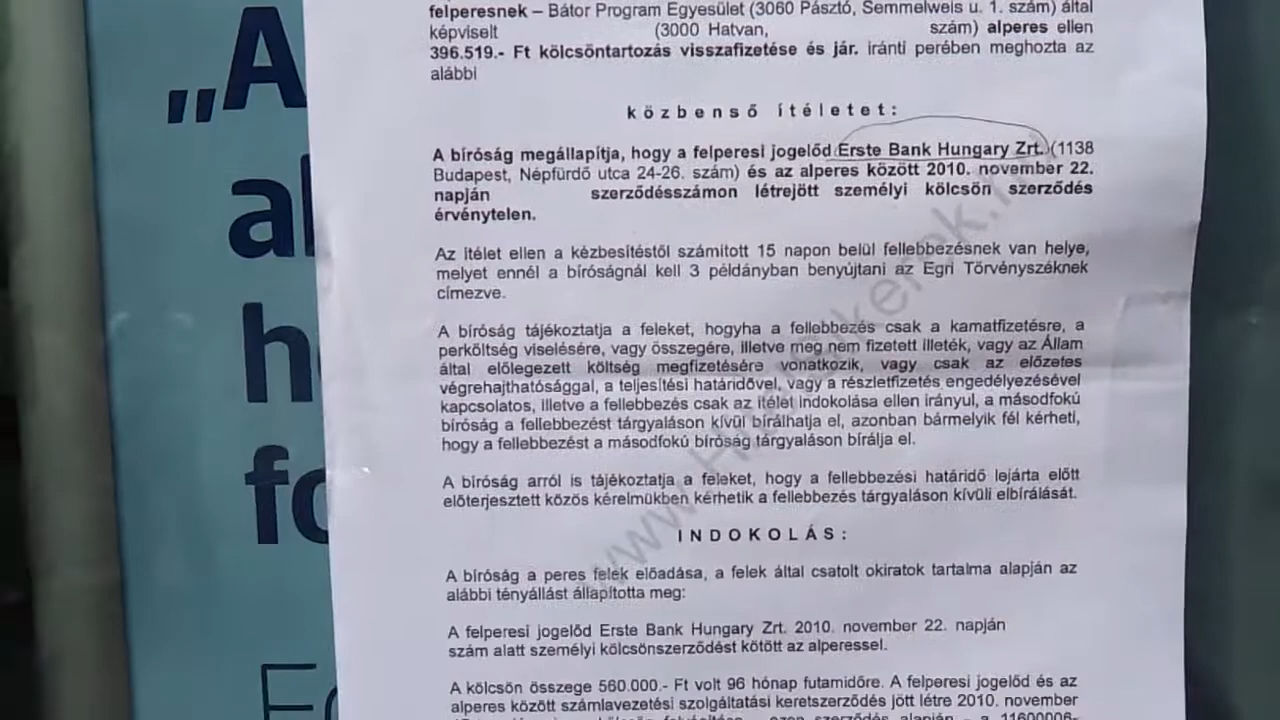 „A
al
h
fo
felperesnek – Bátor Program Egyesület (3060 Pásztó, Semmelweis u. 1. szám) által
képviselt (3000 Hatvan, szám) alperes ellen
396.519.- Ft kölcsöntartozás visszafizetése és jár. iránti perében meghozta az
alábbi
közbenső ítéletet:
A bíróság megállapítja, hogy a felperesi jogelőd Erste Bank Hungary Zrt. (1138
Budapest, Népfürdő utca 24-26. szám) és az alperes között 2010. november 22.
napján szerződésszámon létrejött személyi kölcsön szerződés
érvénytelen.
Az ítélet ellen a kézbesítéstől számított 15 napon belül fellebbezésnek van helye,
melyet ennél a bíróságnál kell 3 példányban benyújtani az Egri Törvényszéknek
címezve.
A bíróság tájékoztatja a feleket, hogyha a fellebbezés csak a kamatfizetésre, a
perköltség viselésére, vagy összegére, illetve meg nem fizetett illeték, vagy az Állam
által előlegezett költség megfizetésére vonatkozik, vagy csak az előzetes
végrehajthatósággal, a teljesítési határidővel, vagy a részletfizetés engedélyezésével
kapcsolatos, illetve a fellebbezés csak az ítélet indokolása ellen irányul, a másodfokú
bíróság a fellebbezést tárgyaláson kívül bírálhatja el, azonban bármelyik fél kérheti,
hogy a fellebbezést a másodfokú bíróság tárgyaláson bírálja el.
A bíróság arról is tájékoztatja a feleket, hogy a fellebbezési határidő lejárta előtt
előterjesztett közös kérelmükben kérhetik a fellebbezés tárgyaláson kívüli elbírálását.
INDOKOLÁS:
A bíróság a peres felek előadása, a felek által csatolt okiratok tartalma alapján az
alábbi tényállást állapította meg:
A felperesi jogelőd Erste Bank Hungary Zrt. 2010. november 22. napján
szám alatt személyi kölcsönszerződést kötött az alperessel.
A kölcsön összege 560.000.- Ft volt 96 hónap futamidőre. A felperesi jogelőd és az
alperes között számlavezetési szolgáltatási keretszerződés jött létre 2010. november